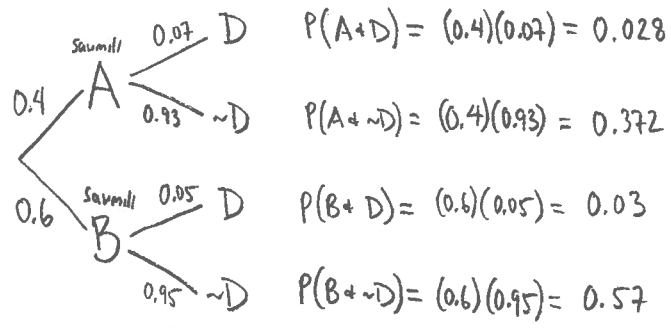 Sawmill 0.07 D P(A+D) = (0.4)(0.07) = 0.028
0.4 A
0.93 ~D P(A+~D) = (0.4)(0.93) = 0.372
Sawmill 0.05 D P(B+D) = (0.6)(0.05) = 0.03
0.6 B
0.95 ~D P(B+~D) = (0.6)(0.95) = 0.57